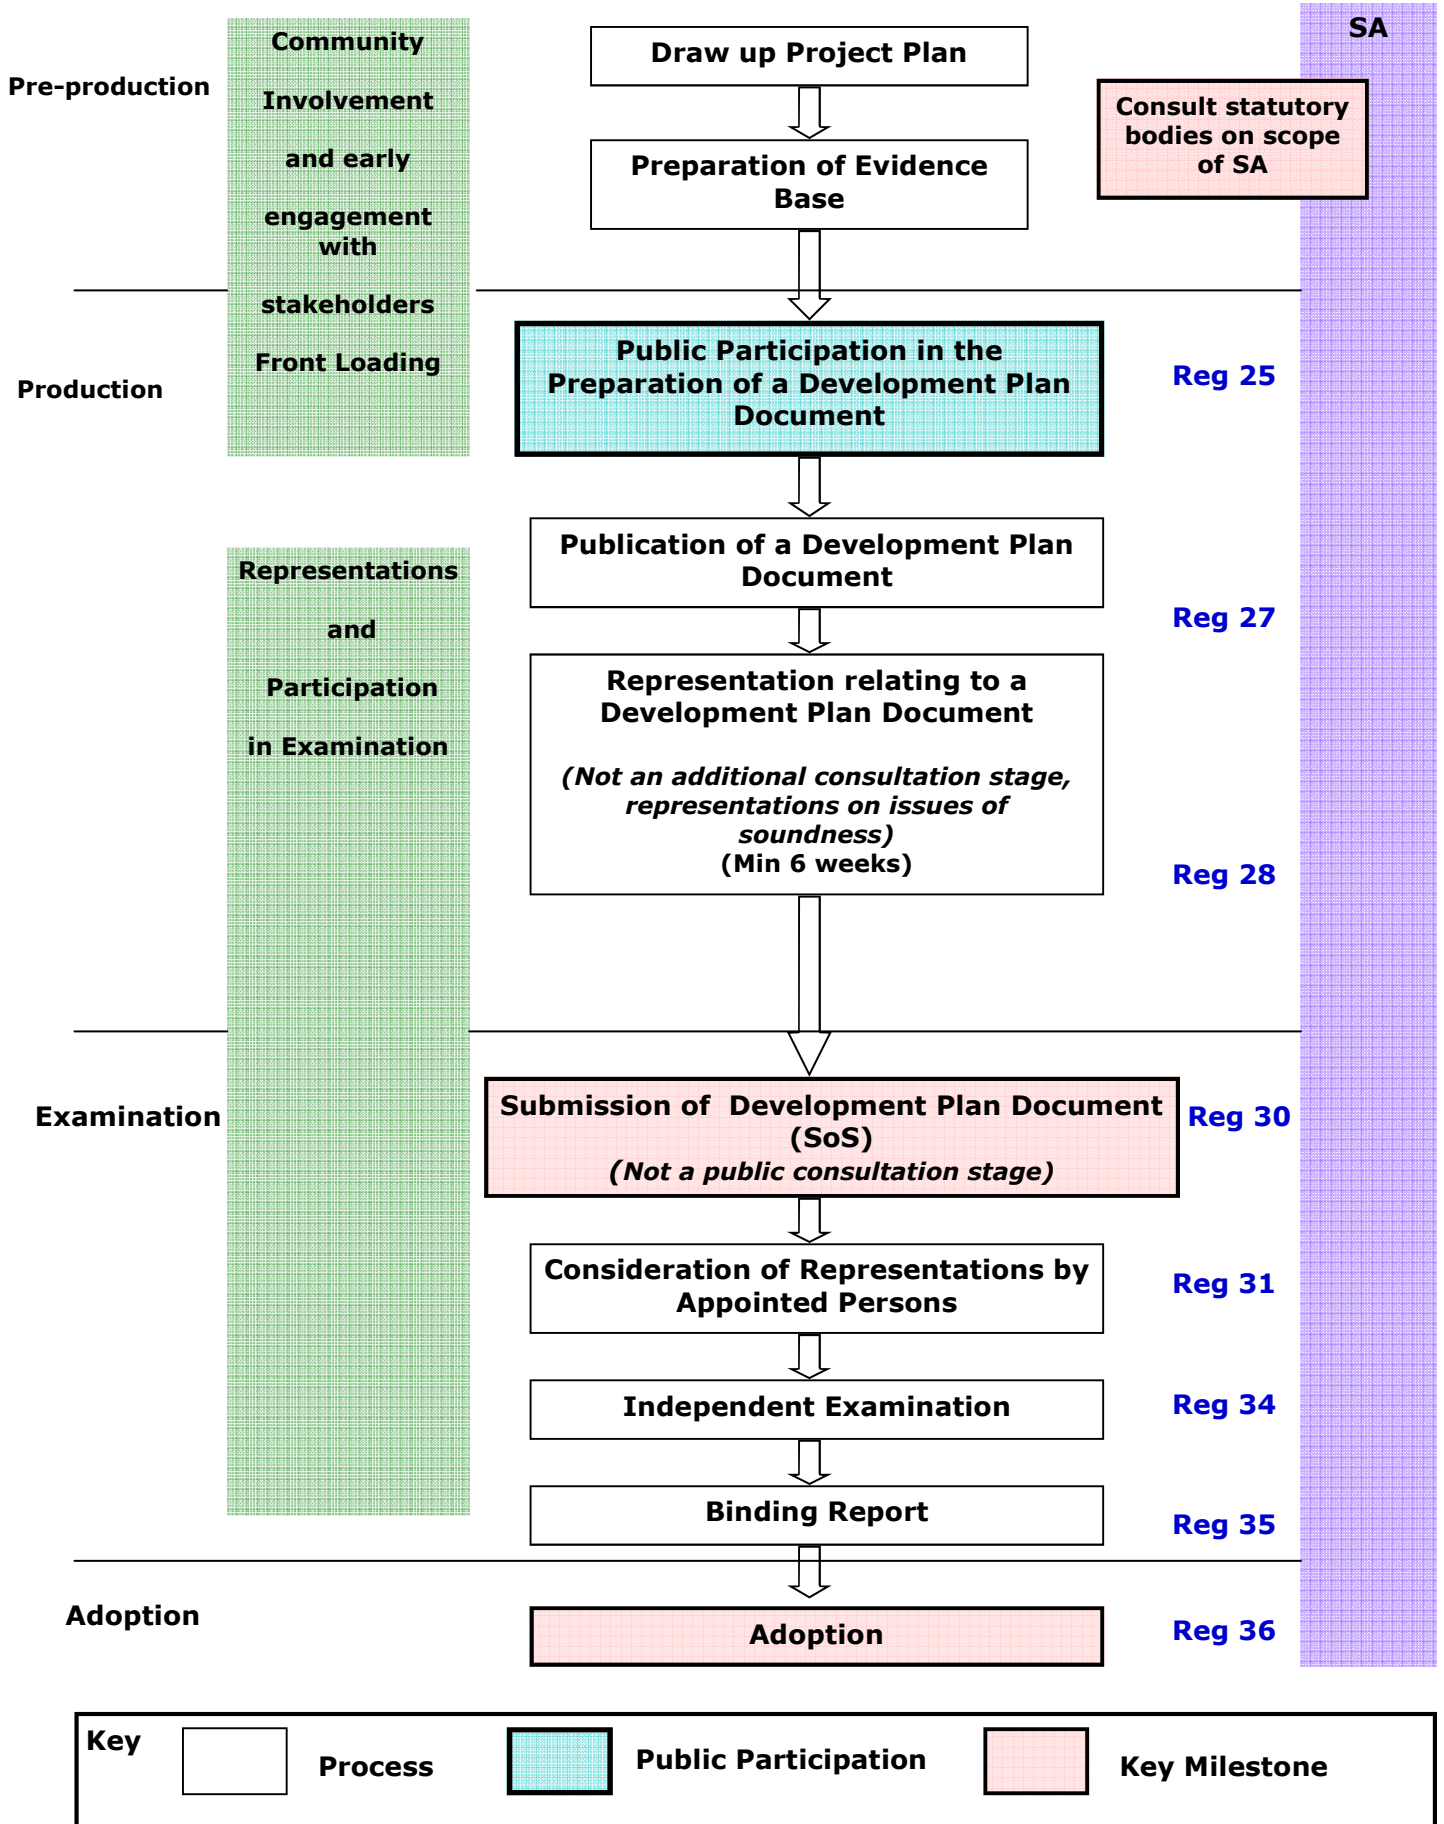 SA
Pre-production
Community
Involvement
and early
engagement
with
stakeholders
Front Loading
Draw up Project Plan
Consult statutory
bodies on scope
of SA
Preparation of Evidence
Base
Production
Public Participation in the
Preparation of a Development Plan
Document
Reg 25
Publication of a Development Plan
Document
Reg 27
Representations
and
Participation
in Examination
Representation relating to a
Development Plan Document
(Not an additional consultation stage,
representations on issues of
soundness)
(Min 6 weeks)
Reg 28
Examination
Submission of  Development Plan Document
(SoS)
(Not a public consultation stage)
Reg 30
Consideration of Representations by
Appointed Persons
Reg 31
Independent Examination
Reg 34
Binding Report
Reg 35
Adoption
Adoption
Reg 36
Key
Process
Public Participation
Key Milestone